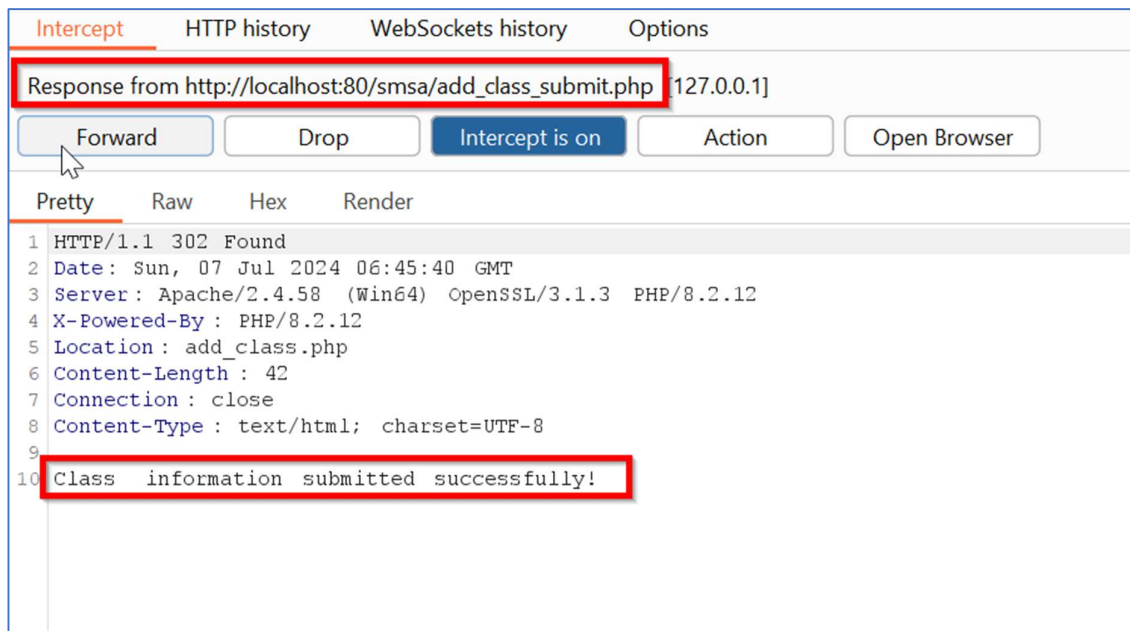 Intercept HTTP history WebSockets history Options
Response from http://localhost:80/smsa/add_class_submit.php [127.0.0.1]
Forward Drop Intercept is on Action Open Browser
Pretty Raw Hex Render
1 HTTP/1.1 302 Found
2 Date: Sun, 07 Jul 2024 06:45:40 GMT
3 Server: Apache/2.4.58 (Win64) OpenSSL/3.1.3 PHP/8.2.12
4 X-Powered-By: PHP/8.2.12
5 Location: add_class.php
6 Content-Length: 42
7 Connection: close
8 Content-Type: text/html; charset=UTF-8
9
10 Class information submitted successfully!